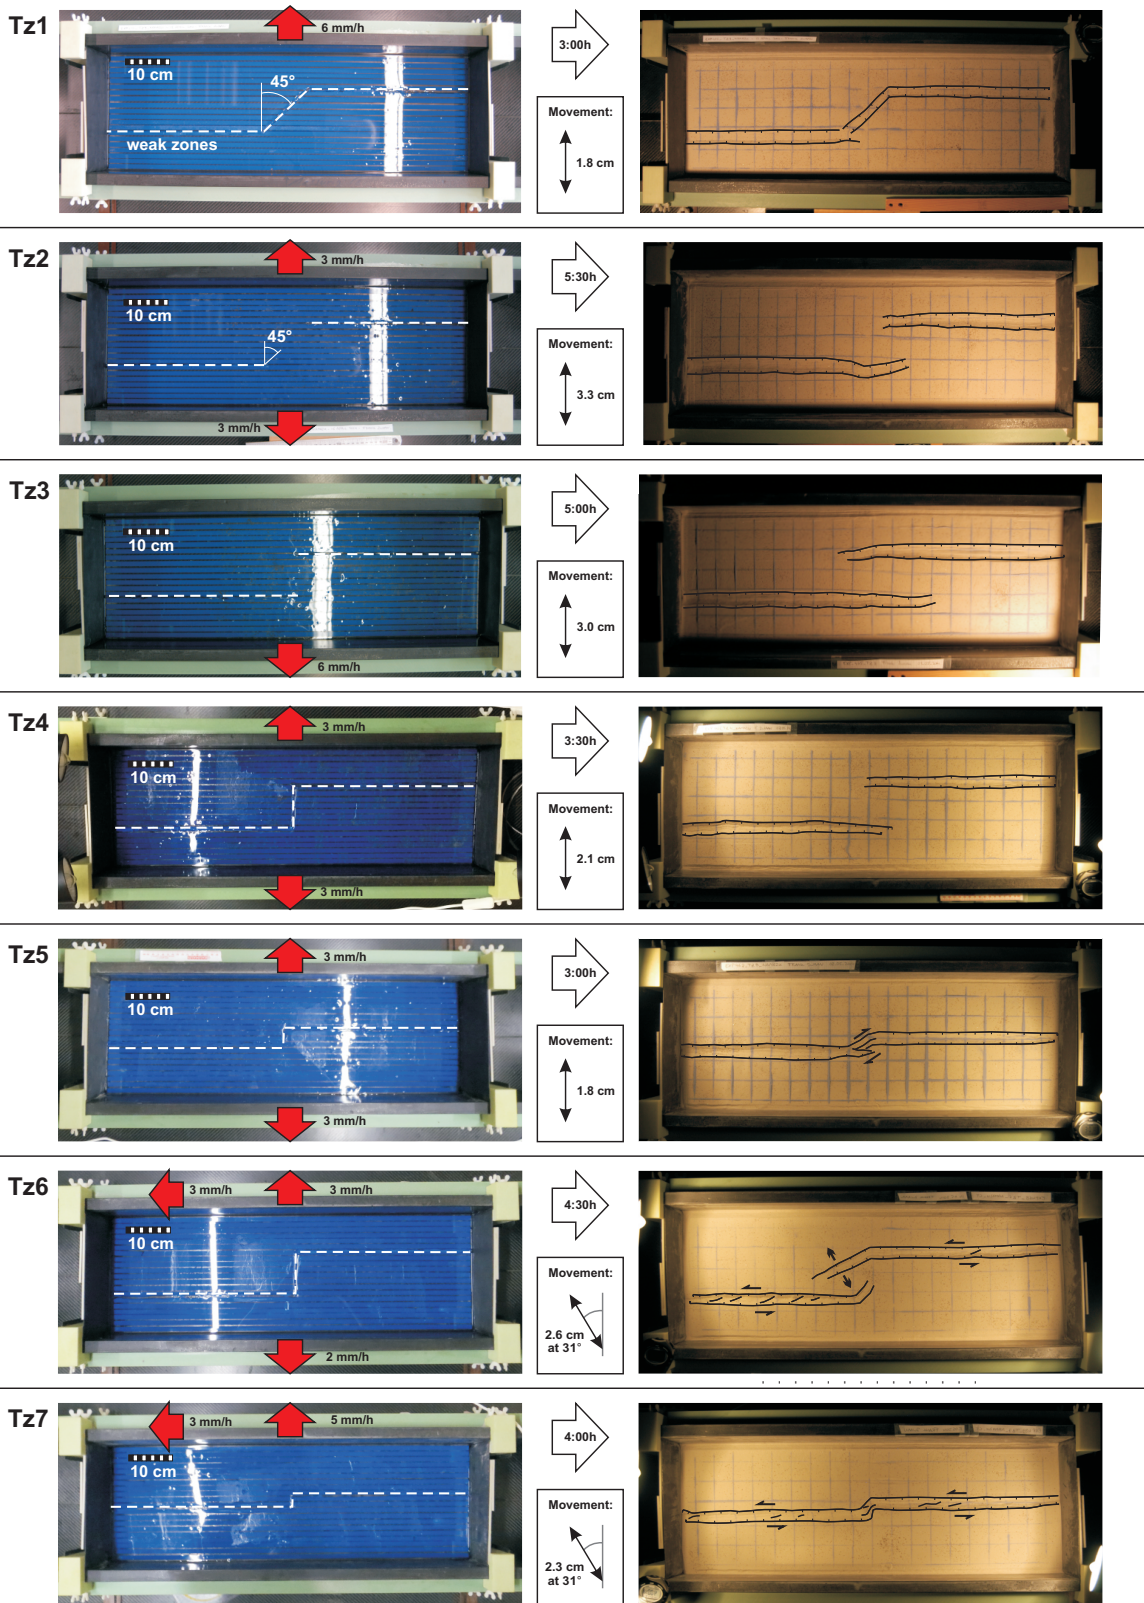 Tz1
6 mm/h
10 cm
45°
weak zones
3:00h
Movement:
1.8 cm
Tz2
3 mm/h
10 cm
45°
3 mm/h
5:30h
Movement:
3.3 cm
Tz3
10 cm
6 mm/h
5:00h
Movement:
3.0 cm
Tz4
3 mm/h
10 cm
3 mm/h
3:30h
Movement:
2.1 cm
Tz5
3 mm/h
10 cm
3 mm/h
3:00h
Movement:
1.8 cm
Tz6
3 mm/h
3 mm/h
10 cm
2 mm/h
4:30h
Movement:
2.6 cm
at 31°
Tz7
3 mm/h
5 mm/h
10 cm
4:00h
Movement:
2.3 cm
at 31°